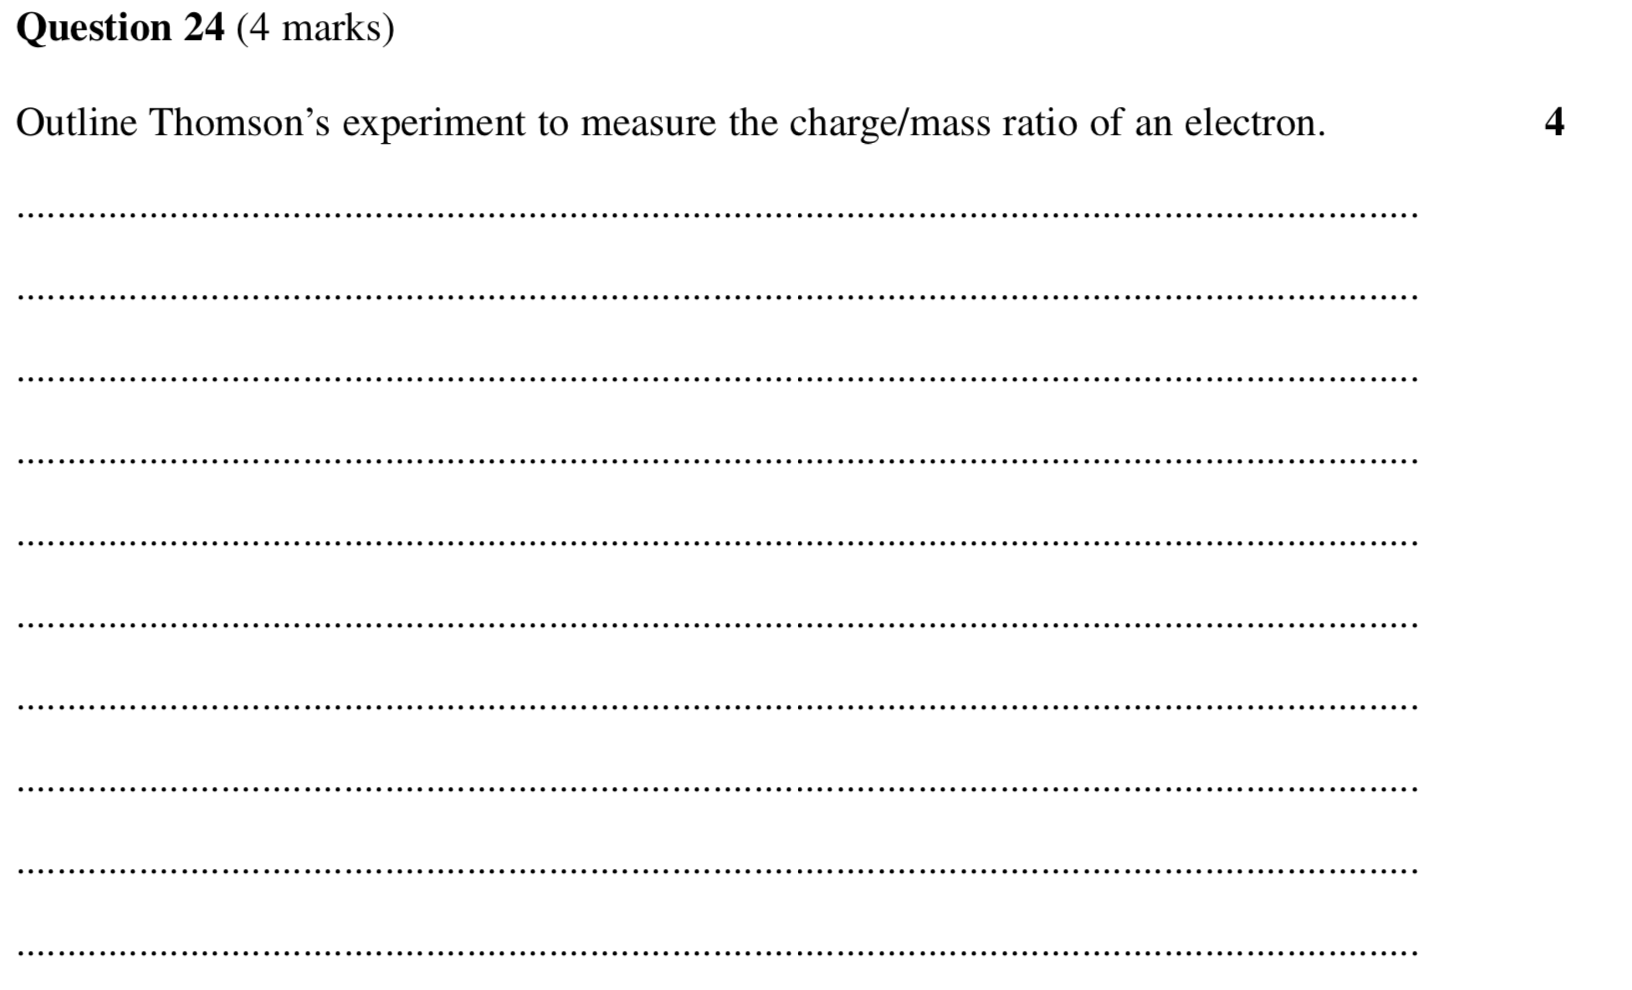 Question 24 (4 marks)
Outline Thomson’s experiment to measure the charge/mass ratio of an electron. 4